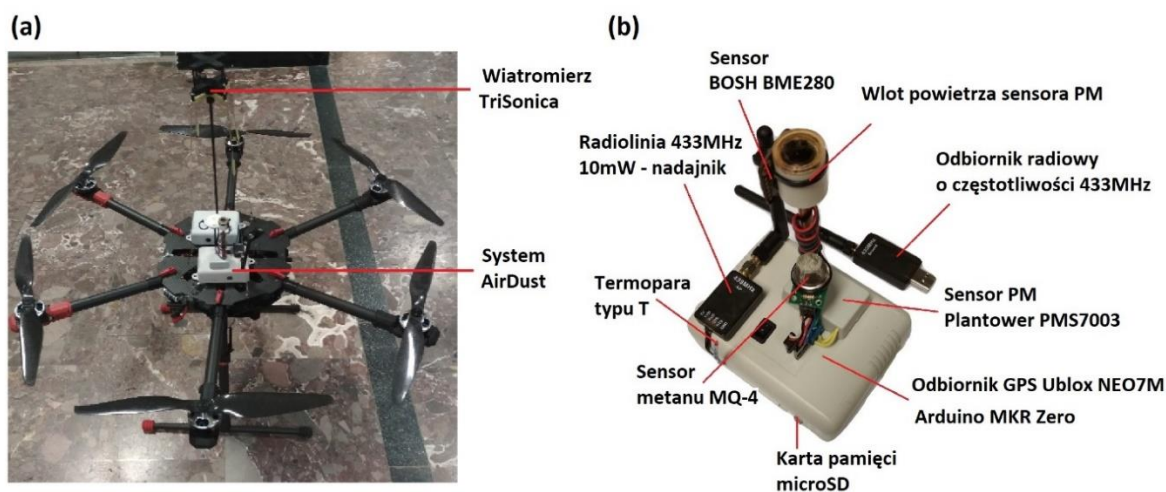 (a)
Wiatromierz
TriSonica
System
AirDust
(b)
Sensor
BOSH BME280
Wlot powietrza sensora PM
Radiolinia 433MHz
10mW - nadajnik
Odbiornik radiowy
o częstotliwości 433MHz
Termopara
typu T
Sensor PM
Plantower PMS7003
Sensor
metanu MQ-4
Odbiornik GPS Ublox NEO7M
Arduino MKR Zero
Karta pamięci
microSD